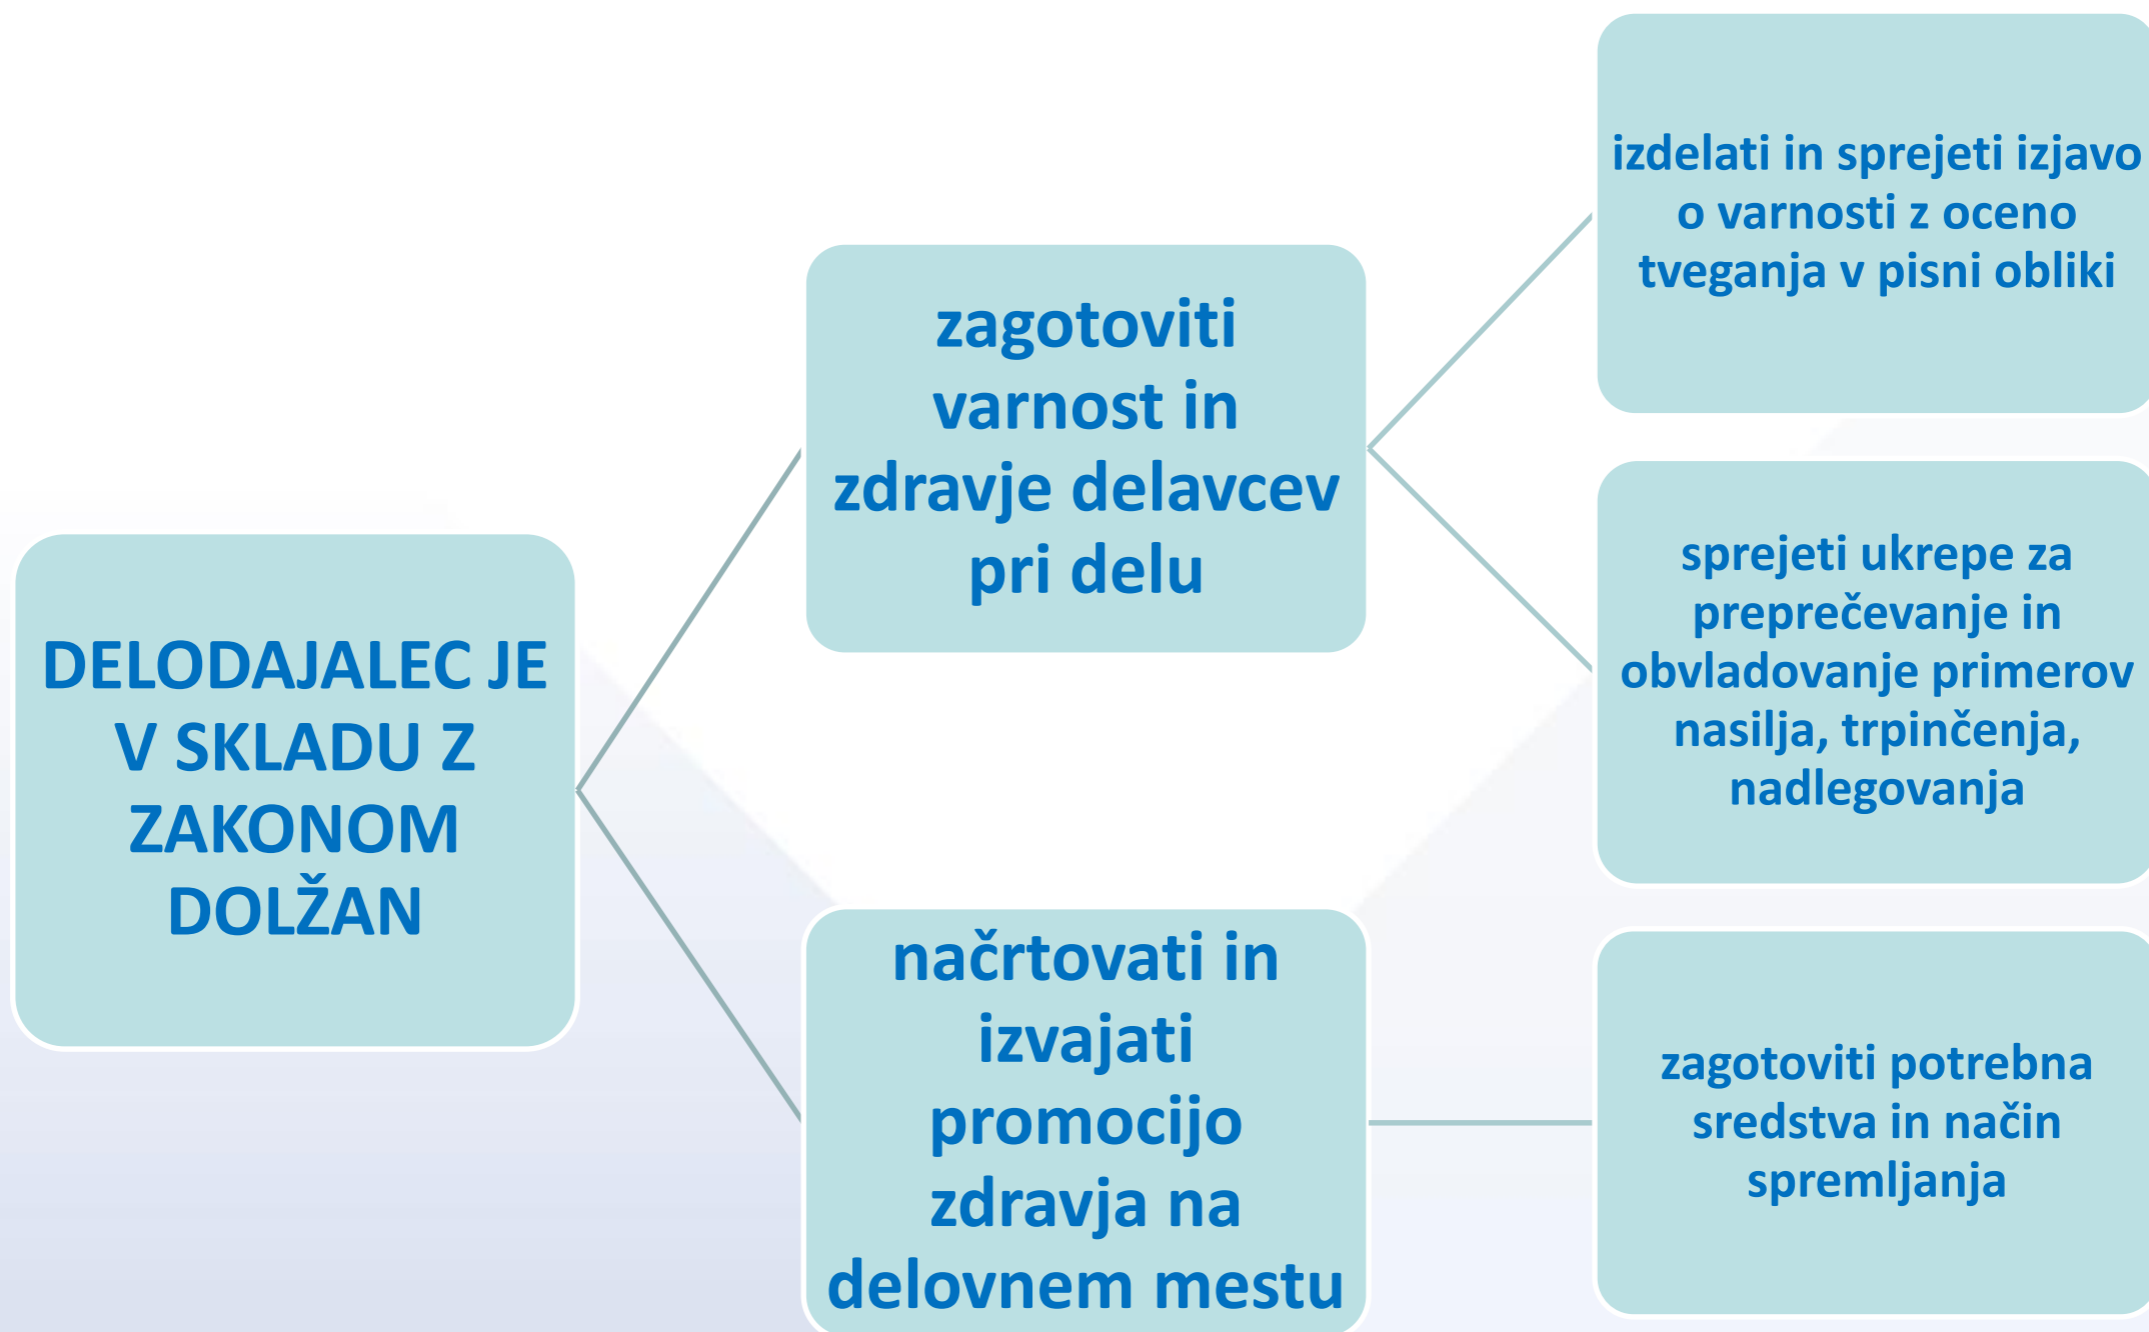 DELODAJALEC JE
V SKLADU Z
ZAKONOM
DOLŽAN
zagotoviti
varnost in
zdravje delavcev
pri delu
izdelati in sprejeti izjavo
o varnosti z oceno
tveganja v pisni obliki
sprejeti ukrepe za
preprečevanje in
obvladovanje primerov
nasilja, trpinčenja,
nadlegovanja
načrtovati in
izvajati
promocijo
zdravja na
delovnem mestu
zagotoviti potrebna
sredstva in način
spremljanja